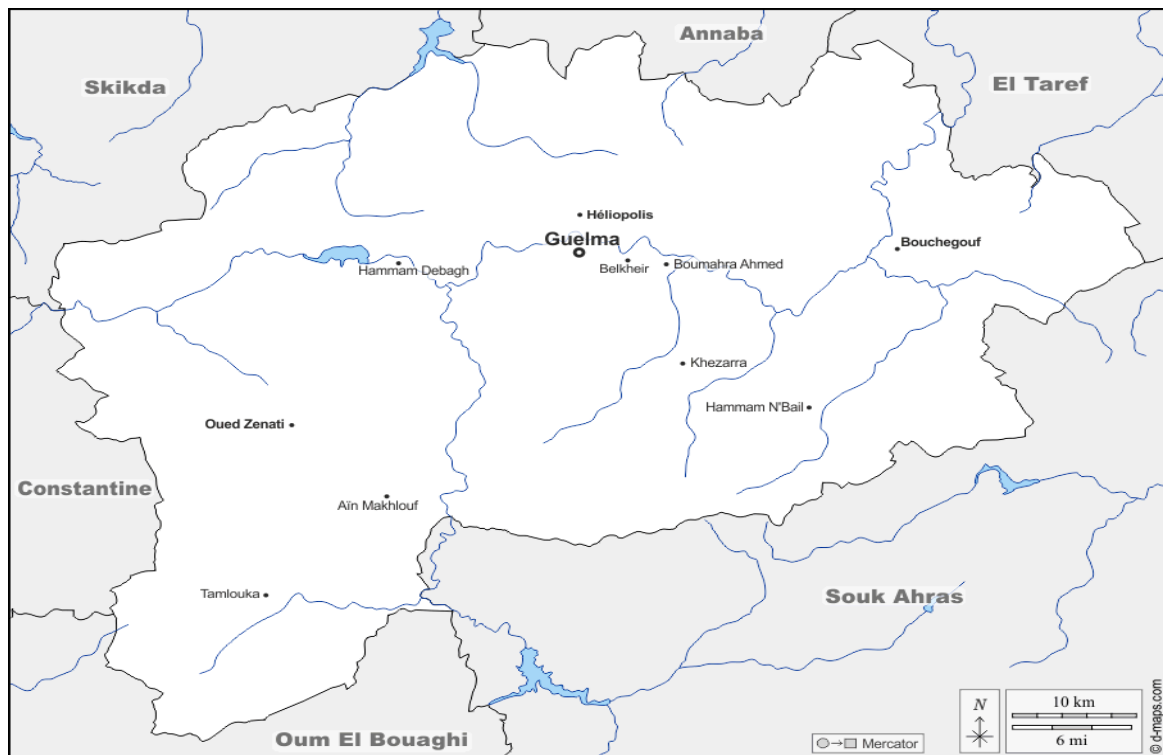 Annaba
Skikda
El Taref
Héliopolis
Guelma
Bouchegouf
Hammam Debagh
Belkheir
Boumahra Ahmed
Khezarra
Hammam N'Bail
Oued Zenati
Constantine
Aïn Makhlouf
Tamlouka
Souk Ahras
Oum El Bouaghi
N
10 km
6 mi
Mercator
© d-maps.com